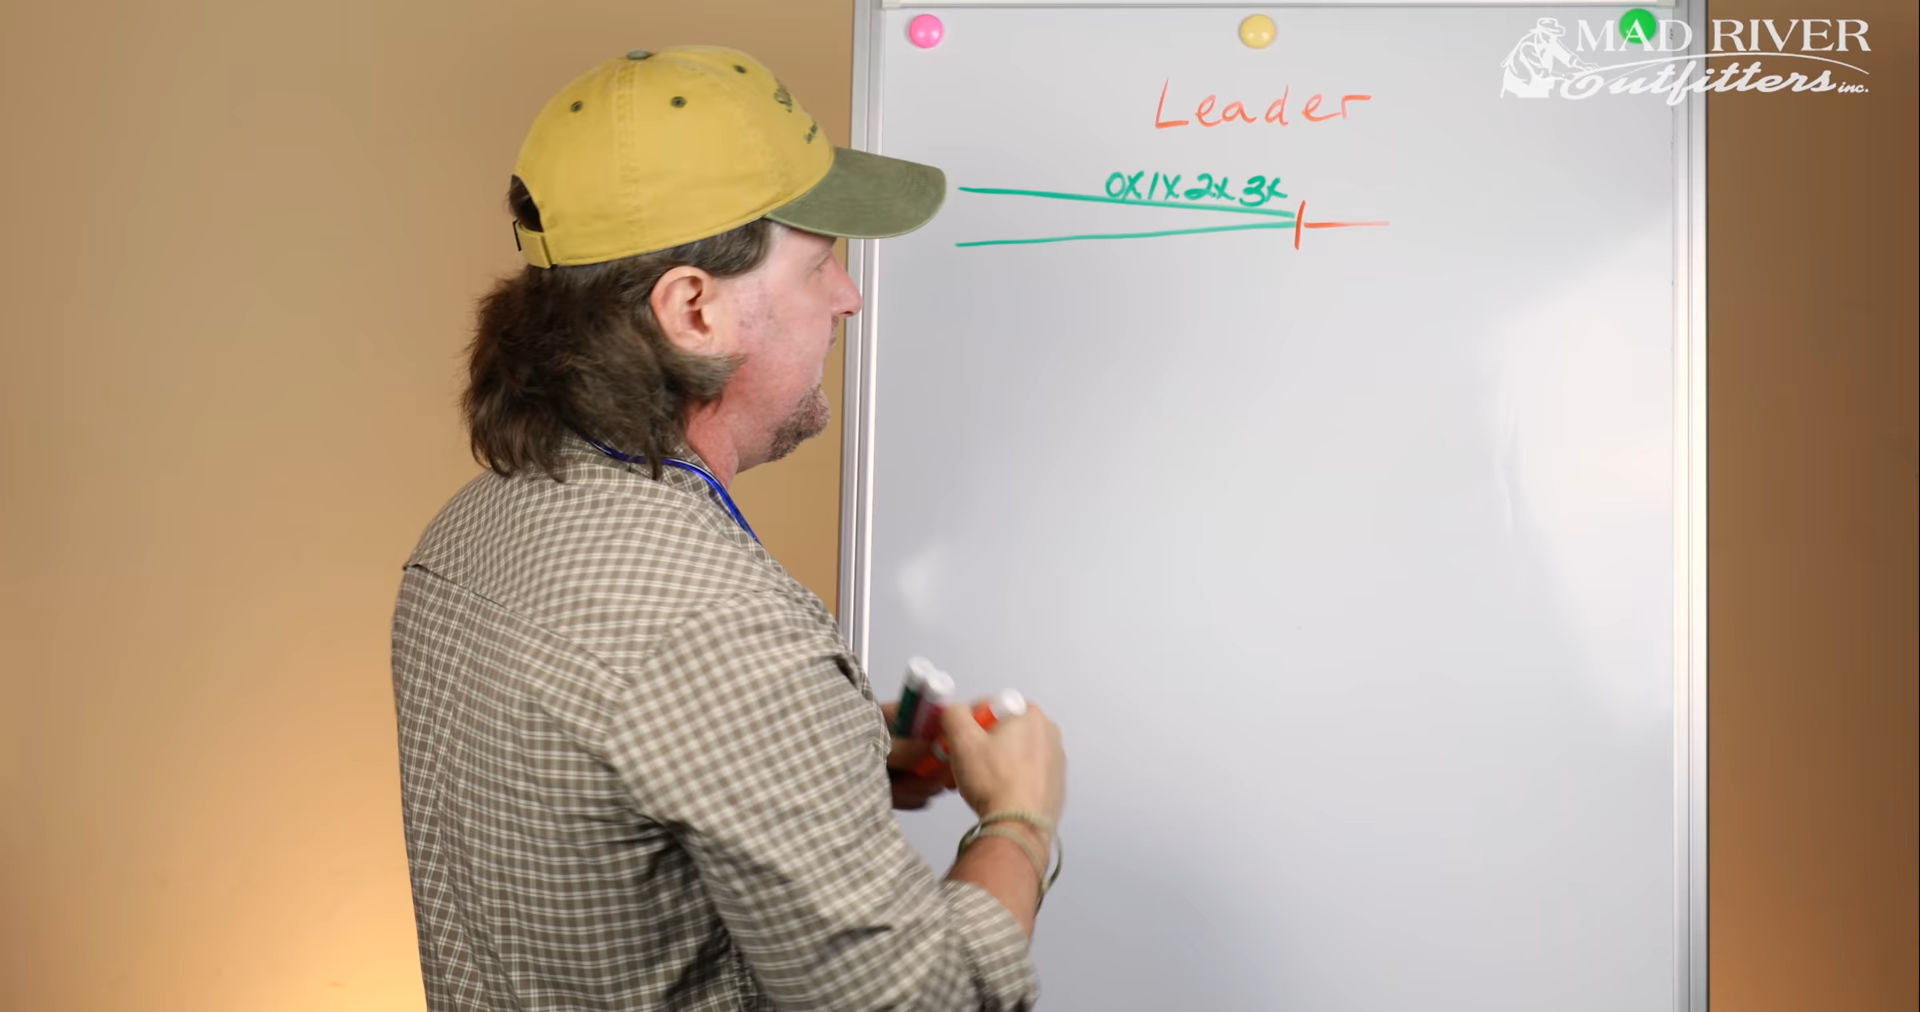 MAD RIVER
Outfitters inc.
Leader
0X 1X 2X 3X